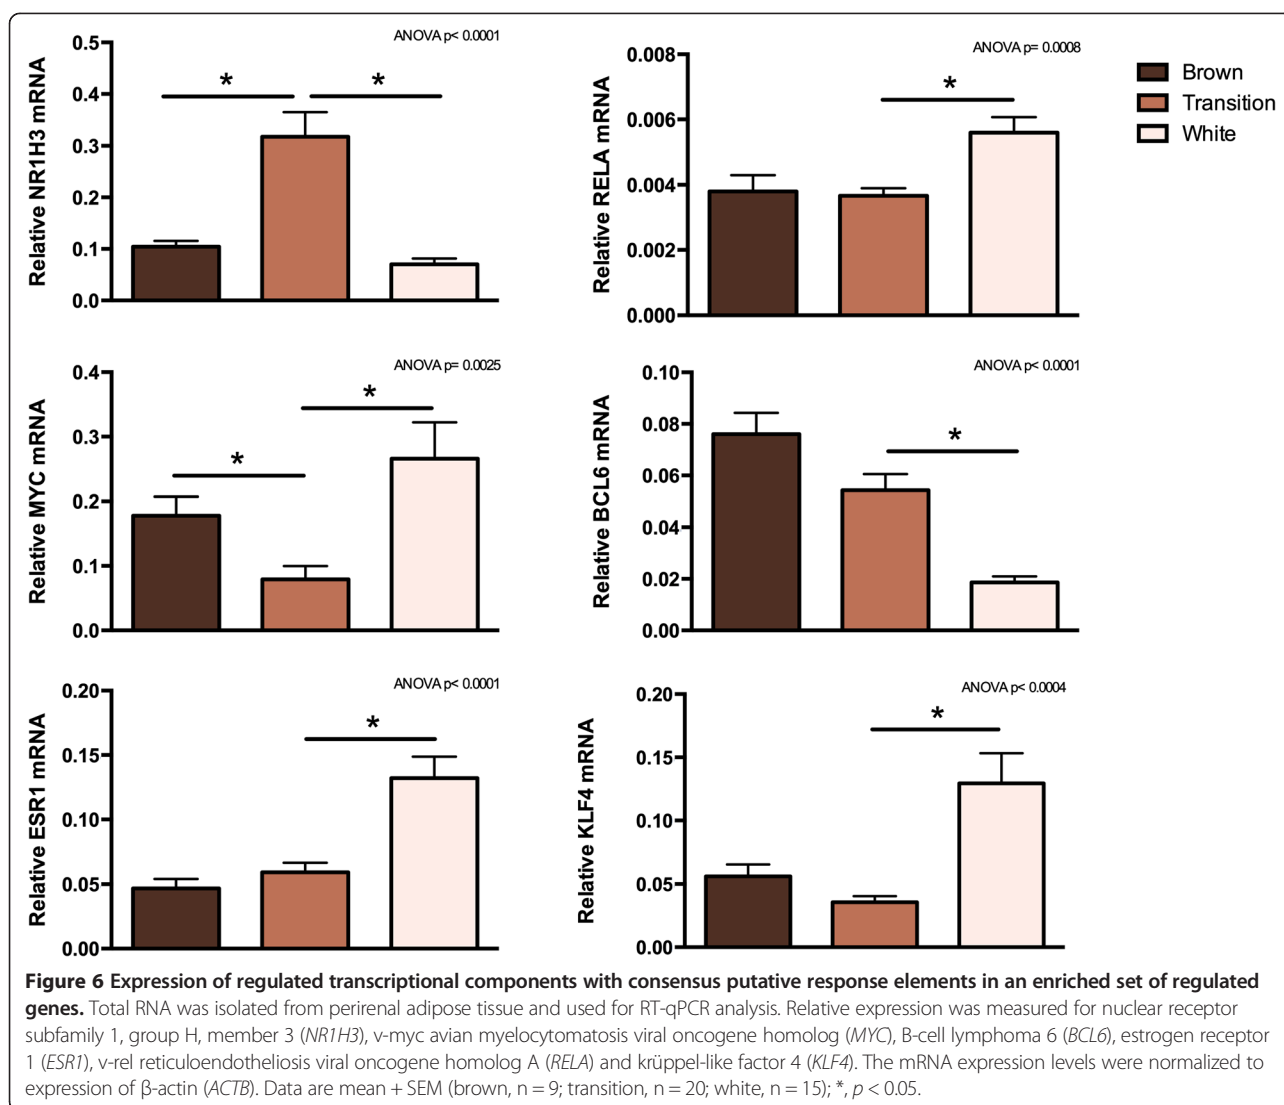 ANOVA p< 0.0001
Relative NR1H3 mRNA
0.5
0.4
0.3
0.2
0.1
0.0
*
*
ANOVA p= 0.0008
Relative RELA mRNA
0.008
0.006
0.004
0.002
0.000
*
Brown
Transition
White
ANOVA p= 0.0025
Relative MYC mRNA
0.4
0.3
0.2
0.1
0.0
*
*
ANOVA p< 0.0001
Relative BCL6 mRNA
0.10
0.08
0.06
0.04
0.02
0.00
*
ANOVA p< 0.0001
Relative ESR1 mRNA
0.20
0.15
0.10
0.05
0.00
*
ANOVA p< 0.0004
Relative KLF4 mRNA
0.20
0.15
0.10
0.05
0.00
*
Figure 6 Expression of regulated transcriptional components with consensus putative response elements in an enriched set of regulated
genes. Total RNA was isolated from perirenal adipose tissue and used for RT-qPCR analysis. Relative expression was measured for nuclear receptor
subfamily 1, group H, member 3 (NR1H3), v-myc avian myelocytomatosis viral oncogene homolog (MYC), B-cell lymphoma 6 (BCL6), estrogen receptor
1 (ESR1), v-rel reticuloendotheliosis viral oncogene homolog A (RELA) and krüppel-like factor 4 (KLF4). The mRNA expression levels were normalized to
expression of β-actin (ACTB). Data are mean + SEM (brown, n = 9; transition, n = 20; white, n = 15); *, p < 0.05.